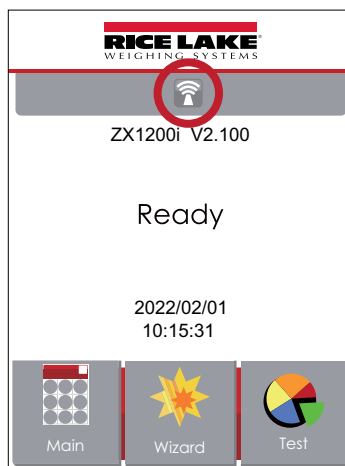 RICE LAKE
WEIGHING SYSTEMS
ZX1200i V2.100
Ready
2022/02/01
10:15:31
Main
Wizard
Test